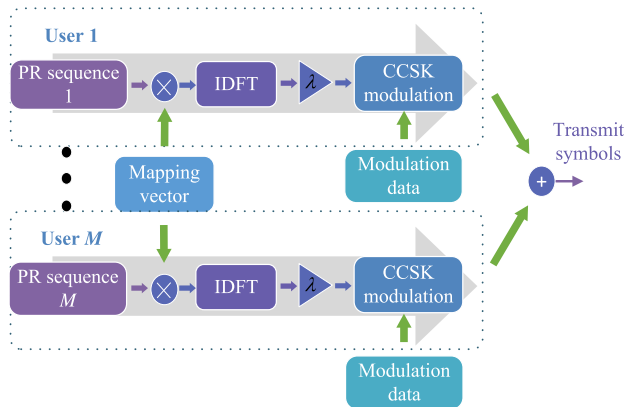 User 1
PR sequence
1
×
IDFT
λ
CCSK
modulation
Mapping
vector
Modulation
data
Transmit
symbols
+
User M
PR sequence
M
×
IDFT
λ
CCSK
modulation
Modulation
data